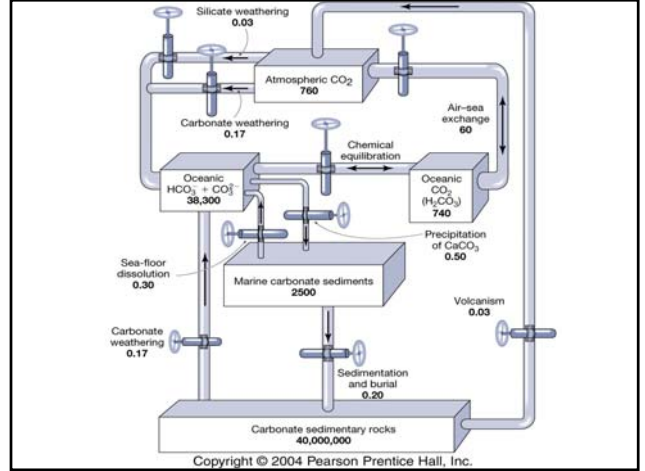 Silicate weathering
0.03
Atmospheric CO₂
760
Carbonate weathering
0.17
Air–sea
exchange
60
Chemical
equilibration
Oceanic
HCO₃⁻ + CO₃²⁻
38,300
Oceanic
CO₂
(H₂CO₃)
740
Precipitation
of CaCO₃
0.50
Sea-floor
dissolution
0.30
Marine carbonate sediments
2500
Volcanism
0.03
Carbonate
weathering
0.17
Sedimentation
and burial
0.20
Carbonate sedimentary rocks
40,000,000
Copyright © 2004 Pearson Prentice Hall, Inc.